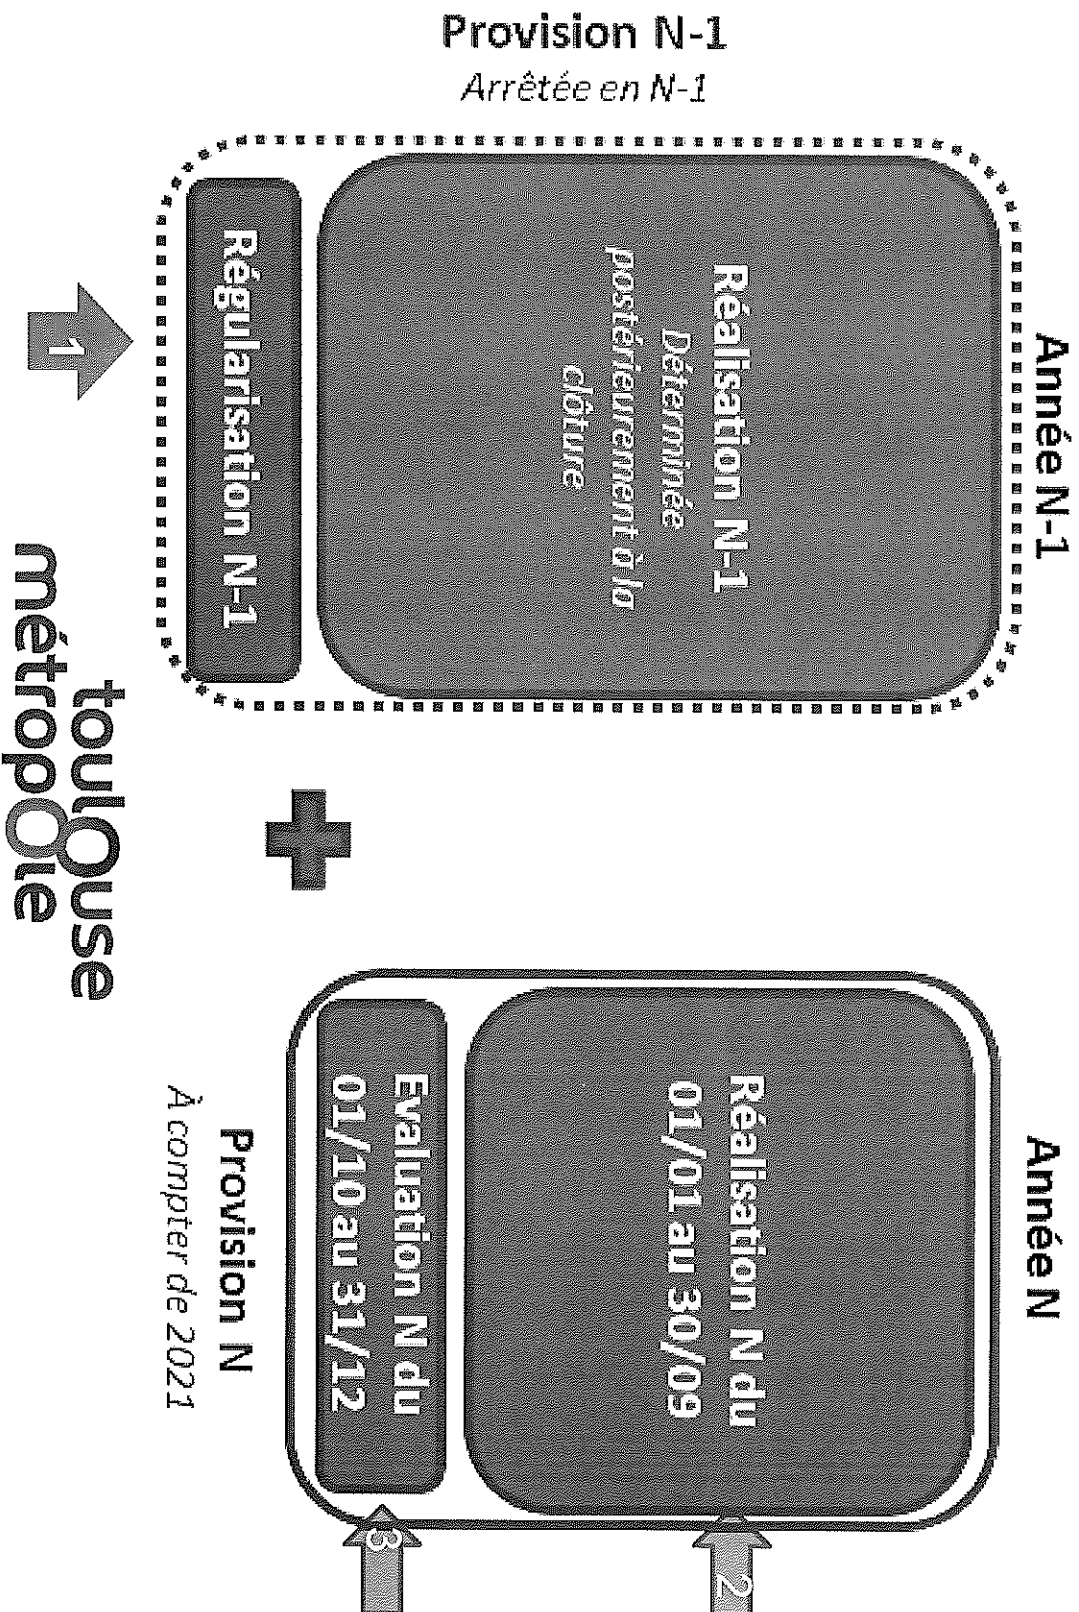 Provision N-1
Arrêtée en N-1
Année N-1
Réalisation N-1
Déterminée
postérieurement à la
clôture
Régularisation N-1
1
Année N
Réalisation N du
01/01 au 30/09
2
Evaluation N du
01/10 au 31/12
3
Provision N
À compter de 2021
toulouse
métropole